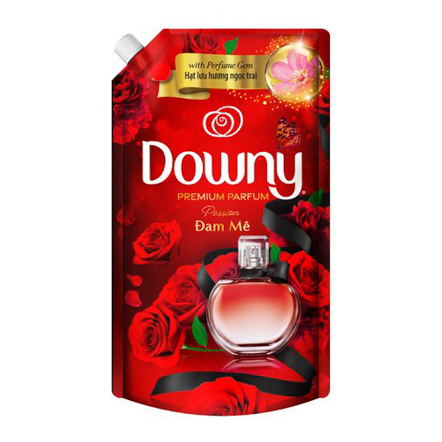 with Perfume Gem
Hạt lưu hương ngọc trai
Downy
PREMIUM PARFUM
Passion
Đam Mê